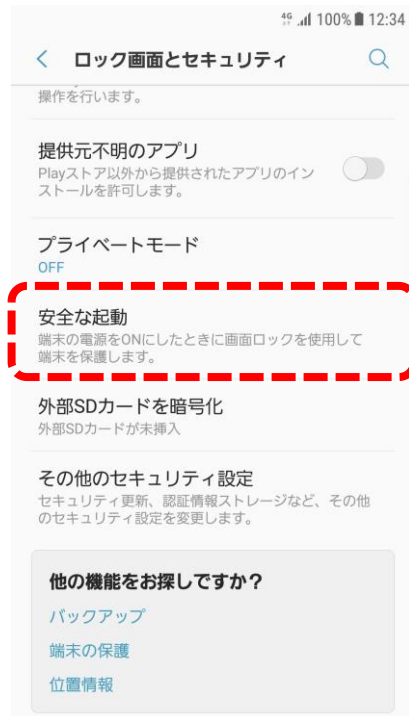 4G 100% 12:34
ロック画面とセキュリティ
操作を行います。
提供元不明のアプリ
Playストア以外から提供されたアプリのイン
ストールを許可します。
プライベートモード
OFF
安全な起動
端末の電源をONにしたときに画面ロックを使用して
端末を保護します。
外部SDカードを暗号化
外部SDカードが未挿入
その他のセキュリティ設定
セキュリティ更新、認証情報ストレージなど、その他
のセキュリティ設定を変更します。
他の機能をお探しですか？
バックアップ
端末の保護
位置情報